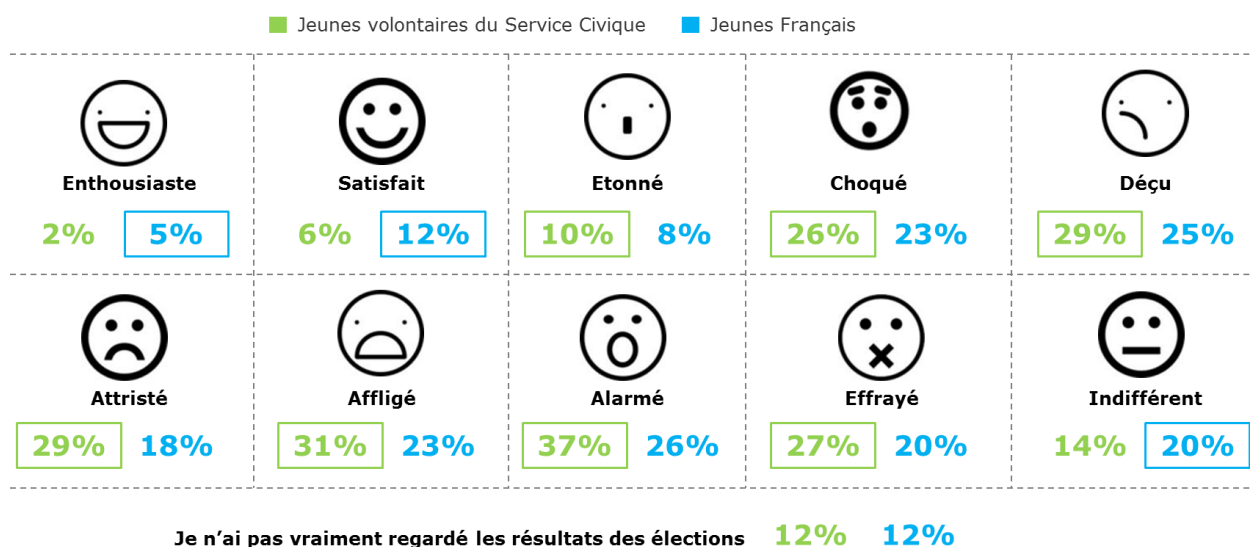 Jeunes volontaires du Service Civique Jeunes Français
Enthousiaste Satisfait Etonné Choqué Déçu
2% 5% 6% 12% 10% 8% 26% 23% 29% 25%
Attristé Affligé Alarmé Effrayé Indifférent
29% 18% 31% 23% 37% 26% 27% 20% 14% 20%
Je n’ai pas vraiment regardé les résultats des élections 12% 12%